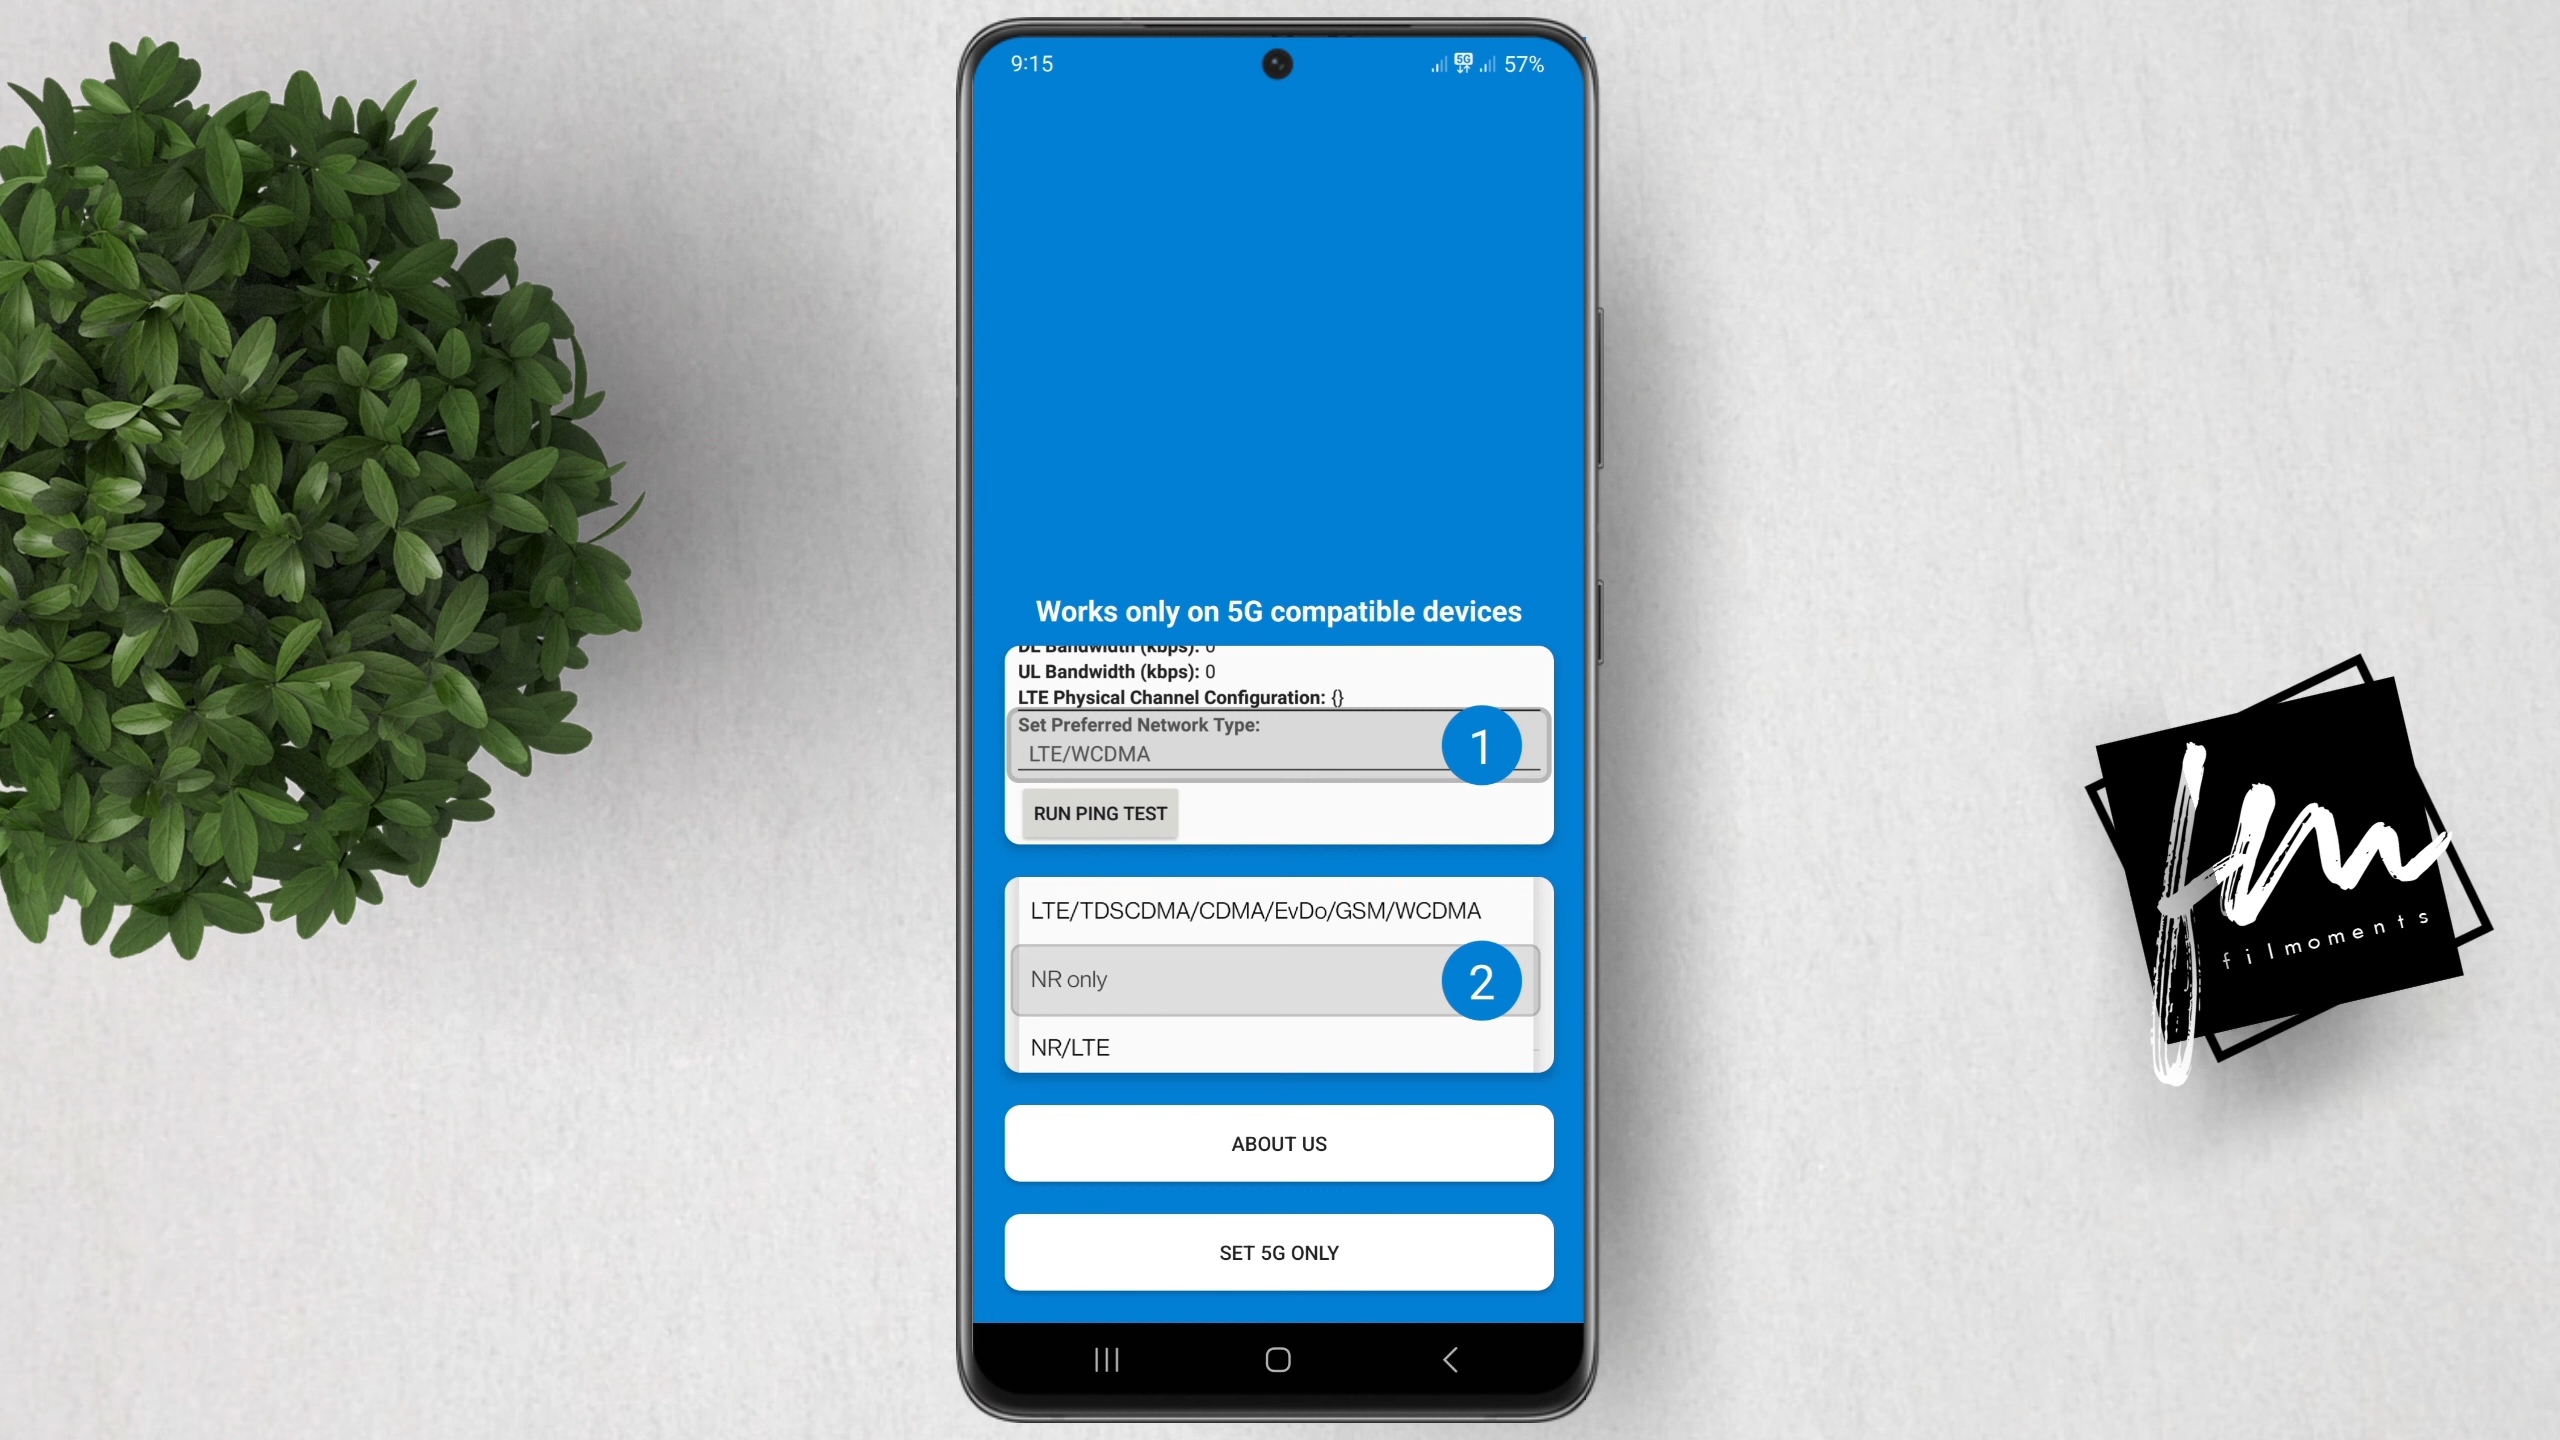 9:15
5G 57%
Works only on 5G compatible devices
DL Bandwidth (kbps): 0
UL Bandwidth (kbps): 0
LTE Physical Channel Configuration: {}
Set Preferred Network Type:
LTE/WCDMA
1
RUN PING TEST
LTE/TDSCDMA/CDMA/EvDo/GSM/WCDMA
NR only
2
NR/LTE
ABOUT US
SET 5G ONLY
fm
filmoments